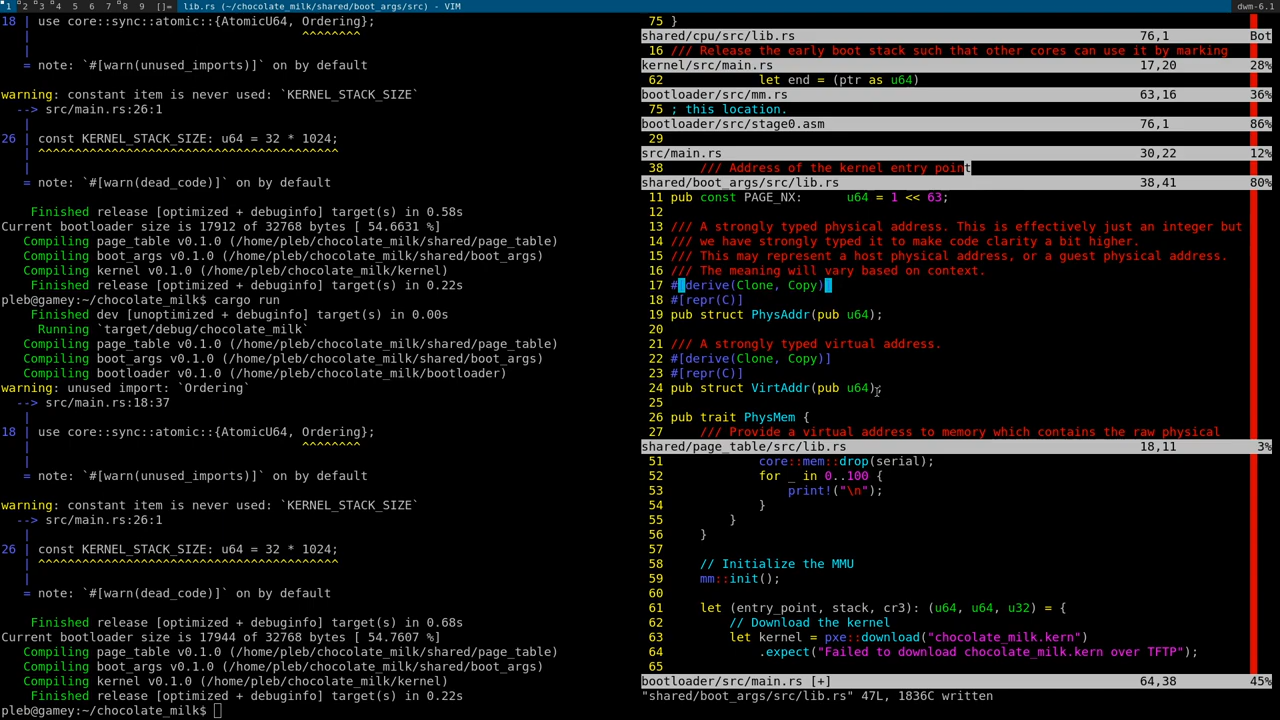 1 2 3 4 5 6 7 8 9 []= lib.rs (~/chocolate_milk/shared/boot_args/src) - VIM dwm-6.1
18 | use core::sync::atomic::{AtomicU64, Ordering};
| ^^^^^^^^
|
= note: `#[warn(unused_imports)]` on by default
warning: constant item is never used: `KERNEL_STACK_SIZE`
--> src/main.rs:26:1
|
26 | const KERNEL_STACK_SIZE: u64 = 32 * 1024;
| ^^^^^^^^^^^^^^^^^^^^^^^^^^^^^^^^^^^^^^^^^
|
= note: `#[warn(dead_code)]` on by default
Finished release [optimized + debuginfo] target(s) in 0.58s
Current bootloader size is 17912 of 32768 bytes [ 54.6631 %]
Compiling page_table v0.1.0 (/home/pleb/chocolate_milk/shared/page_table)
Compiling boot_args v0.1.0 (/home/pleb/chocolate_milk/shared/boot_args)
Compiling kernel v0.1.0 (/home/pleb/chocolate_milk/kernel)
Finished release [optimized + debuginfo] target(s) in 0.22s
pleb@gamey:~/chocolate_milk$ cargo run
Finished dev [unoptimized + debuginfo] target(s) in 0.00s
Running `target/debug/chocolate_milk`
Compiling page_table v0.1.0 (/home/pleb/chocolate_milk/shared/page_table)
Compiling boot_args v0.1.0 (/home/pleb/chocolate_milk/shared/boot_args)
Compiling bootloader v0.1.0 (/home/pleb/chocolate_milk/bootloader)
warning: unused import: `Ordering`
--> src/main.rs:18:37
|
18 | use core::sync::atomic::{AtomicU64, Ordering};
| ^^^^^^^^
|
= note: `#[warn(unused_imports)]` on by default
warning: constant item is never used: `KERNEL_STACK_SIZE`
--> src/main.rs:26:1
|
26 | const KERNEL_STACK_SIZE: u64 = 32 * 1024;
| ^^^^^^^^^^^^^^^^^^^^^^^^^^^^^^^^^^^^^^^^^
|
= note: `#[warn(dead_code)]` on by default
Finished release [optimized + debuginfo] target(s) in 0.68s
Current bootloader size is 17944 of 32768 bytes [ 54.7607 %]
Compiling page_table v0.1.0 (/home/pleb/chocolate_milk/shared/page_table)
Compiling boot_args v0.1.0 (/home/pleb/chocolate_milk/shared/boot_args)
Compiling kernel v0.1.0 (/home/pleb/chocolate_milk/kernel)
Finished release [optimized + debuginfo] target(s) in 0.22s
pleb@gamey:~/chocolate_milk$
75 }
shared/cpu/src/lib.rs 76,1 Bot
16 /// Release the early boot stack such that other cores can use it by marking
kernel/src/main.rs 17,20 28%
62 let end = (ptr as u64)
bootloader/src/mm.rs 63,16 36%
75 ; this location.
bootloader/src/stage0.asm 76,1 86%
29
src/main.rs 30,22 12%
38 /// Address of the kernel entry point
shared/boot_args/src/lib.rs 38,41 80%
11 pub const PAGE_NX: u64 = 1 << 63;
12
13 /// A strongly typed physical address. This is effectively just an integer but
14 /// we have strongly typed it to make code clarity a bit higher.
15 /// This may represent a host physical address, or a guest physical address.
16 /// The meaning will vary based on context.
17 #[derive(Clone, Copy)]
18 #[repr(C)]
19 pub struct PhysAddr(pub u64);
20
21 /// A strongly typed virtual address.
22 #[derive(Clone, Copy)]
23 #[repr(C)]
24 pub struct VirtAddr(pub u64);
25
26 pub trait PhysMem {
27 /// Provide a virtual address to memory which contains the raw physical
shared/page_table/src/lib.rs 18,11 3%
51 core::mem::drop(serial);
52 for _ in 0..100 {
53 print!("\n");
54 }
55 }
56 }
57
58 // Initialize the MMU
59 mm::init();
60
61 let (entry_point, stack, cr3): (u64, u64, u32) = {
62 // Download the kernel
63 let kernel = pxe::download("chocolate_milk.kern")
64 .expect("Failed to download chocolate_milk.kern over TFTP");
65
bootloader/src/main.rs [+] 64,38 45%
"shared/boot_args/src/lib.rs" 47L, 1836C written